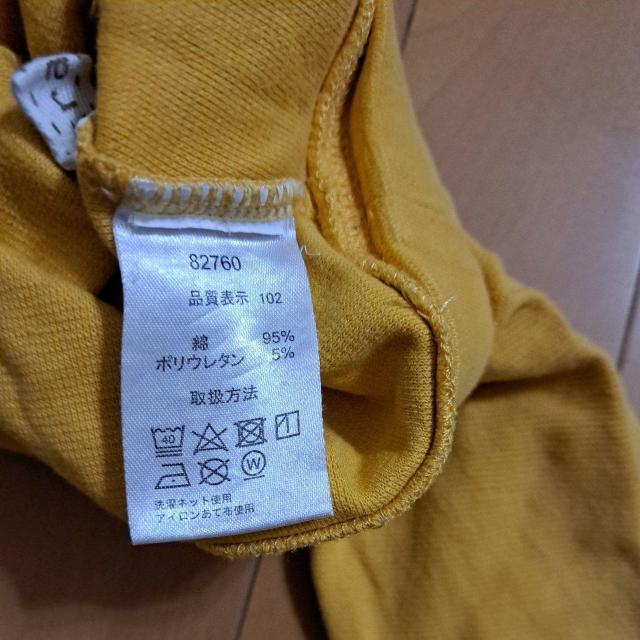 10
82760
品質表示 102
綿 95%
ポリウレタン 5%
取扱方法
40
W
洗濯ネット使用
アイロンあて布使用